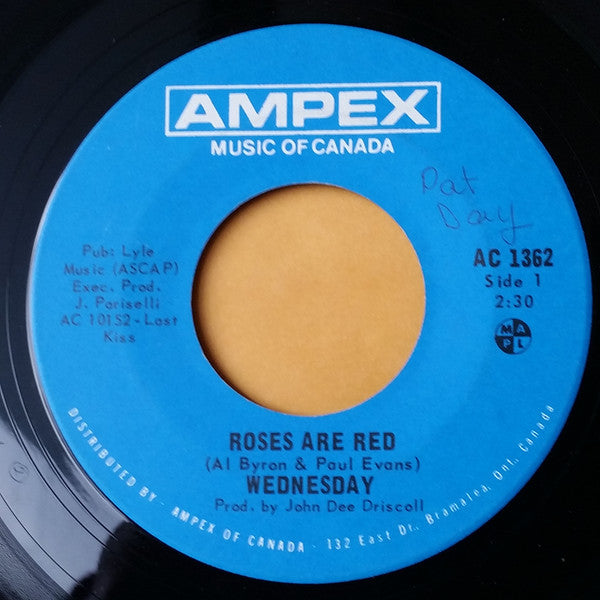 AMPEX
MUSIC OF CANADA
Pat
Day
Pub: Lyle
Music (ASCAP)
Exec. Prod.
J. Pariselli
AC 10152-Last
Kiss
AC 1362
Side 1
2:30
M A
P L
ROSES ARE RED
(Al Byron & Paul Evans)
WEDNESDAY
Prod. by John Dee Driscoll
DISTRIBUTED BY - AMPEX OF CANADA - 132 East Dr., Bramalea, Ont. Canada